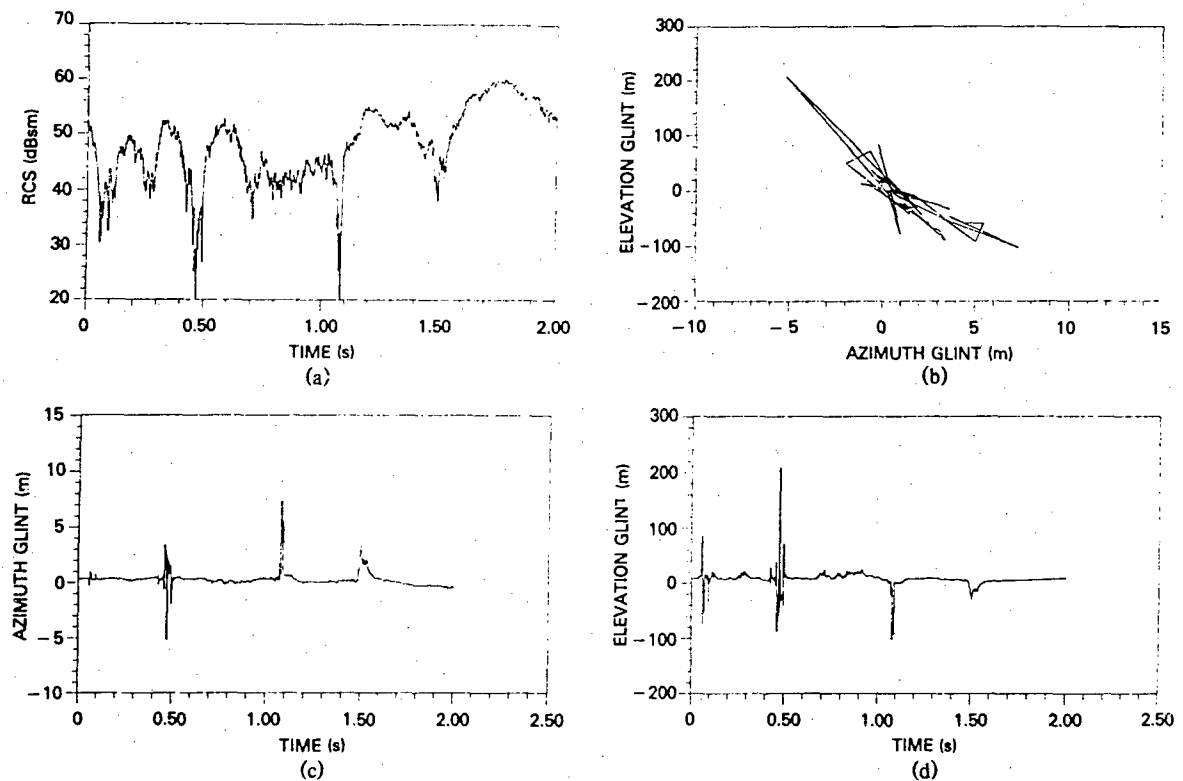 70
60
50
40
30
20
RCS (dBsm)
0 0.50 1.00 1.50 2.00
TIME (s)
(a)
300
200
100
0
−100
−200
ELEVATION GLINT (m)
−10 −5 0 5 10 15
AZIMUTH GLINT (m)
(b)
15
10
5
0
−5
−10
AZIMUTH GLINT (m)
0 0.50 1.00 1.50 2.00 2.50
TIME (s)
(c)
300
200
100
0
−100
−200
ELEVATION GLINT (m)
0 0.50 1.00 1.50 2.00 2.50
TIME (s)
(d)